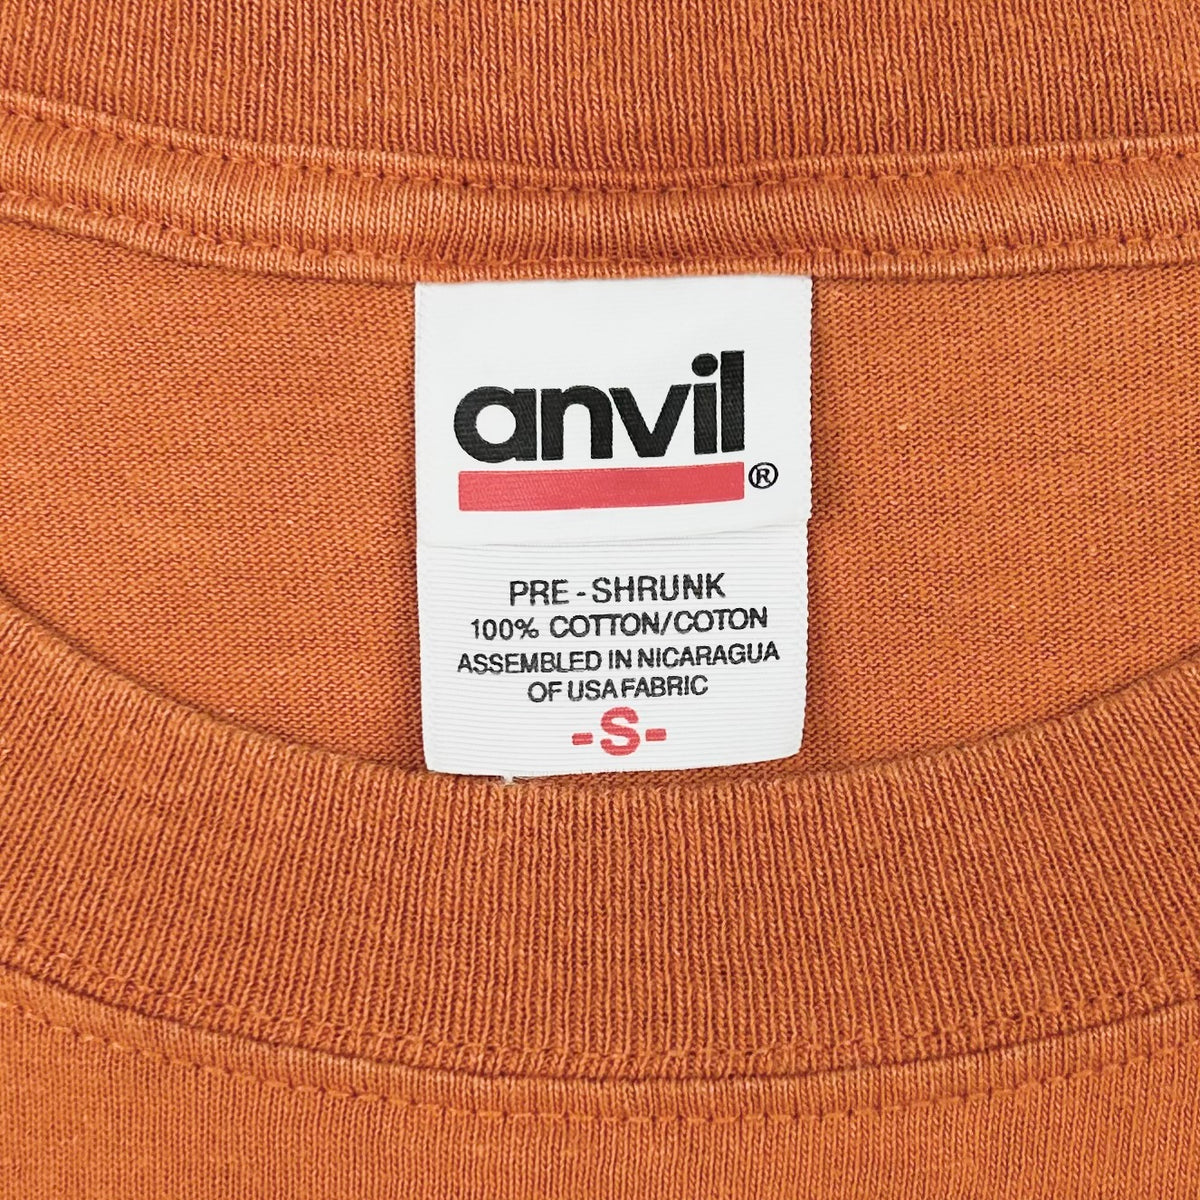 anvil
®
PRE-SHRUNK
100% COTTON/COTON
ASSEMBLED IN NICARAGUA
OF USA FABRIC
-S-